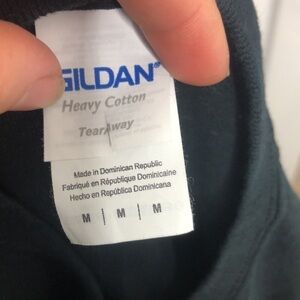 GILDAN®
Heavy Cotton
TearAway
Made in Dominican Republic
Fabriqué en République Dominicaine
Hecho en República Dominicana
M | M | M